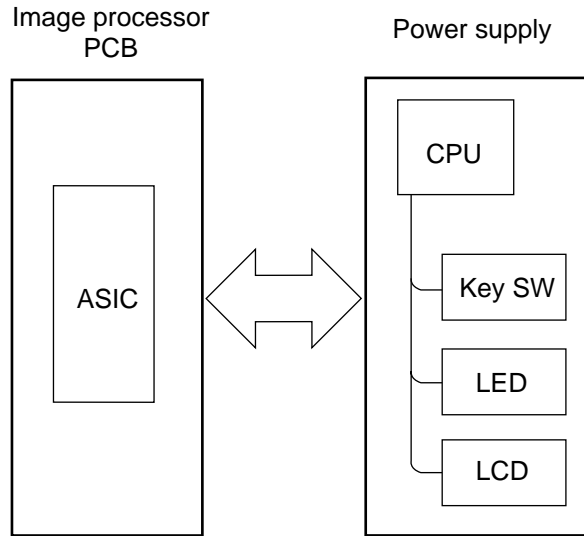 Image processor
PCB
Power supply
ASIC
CPU
Key SW
LED
LCD